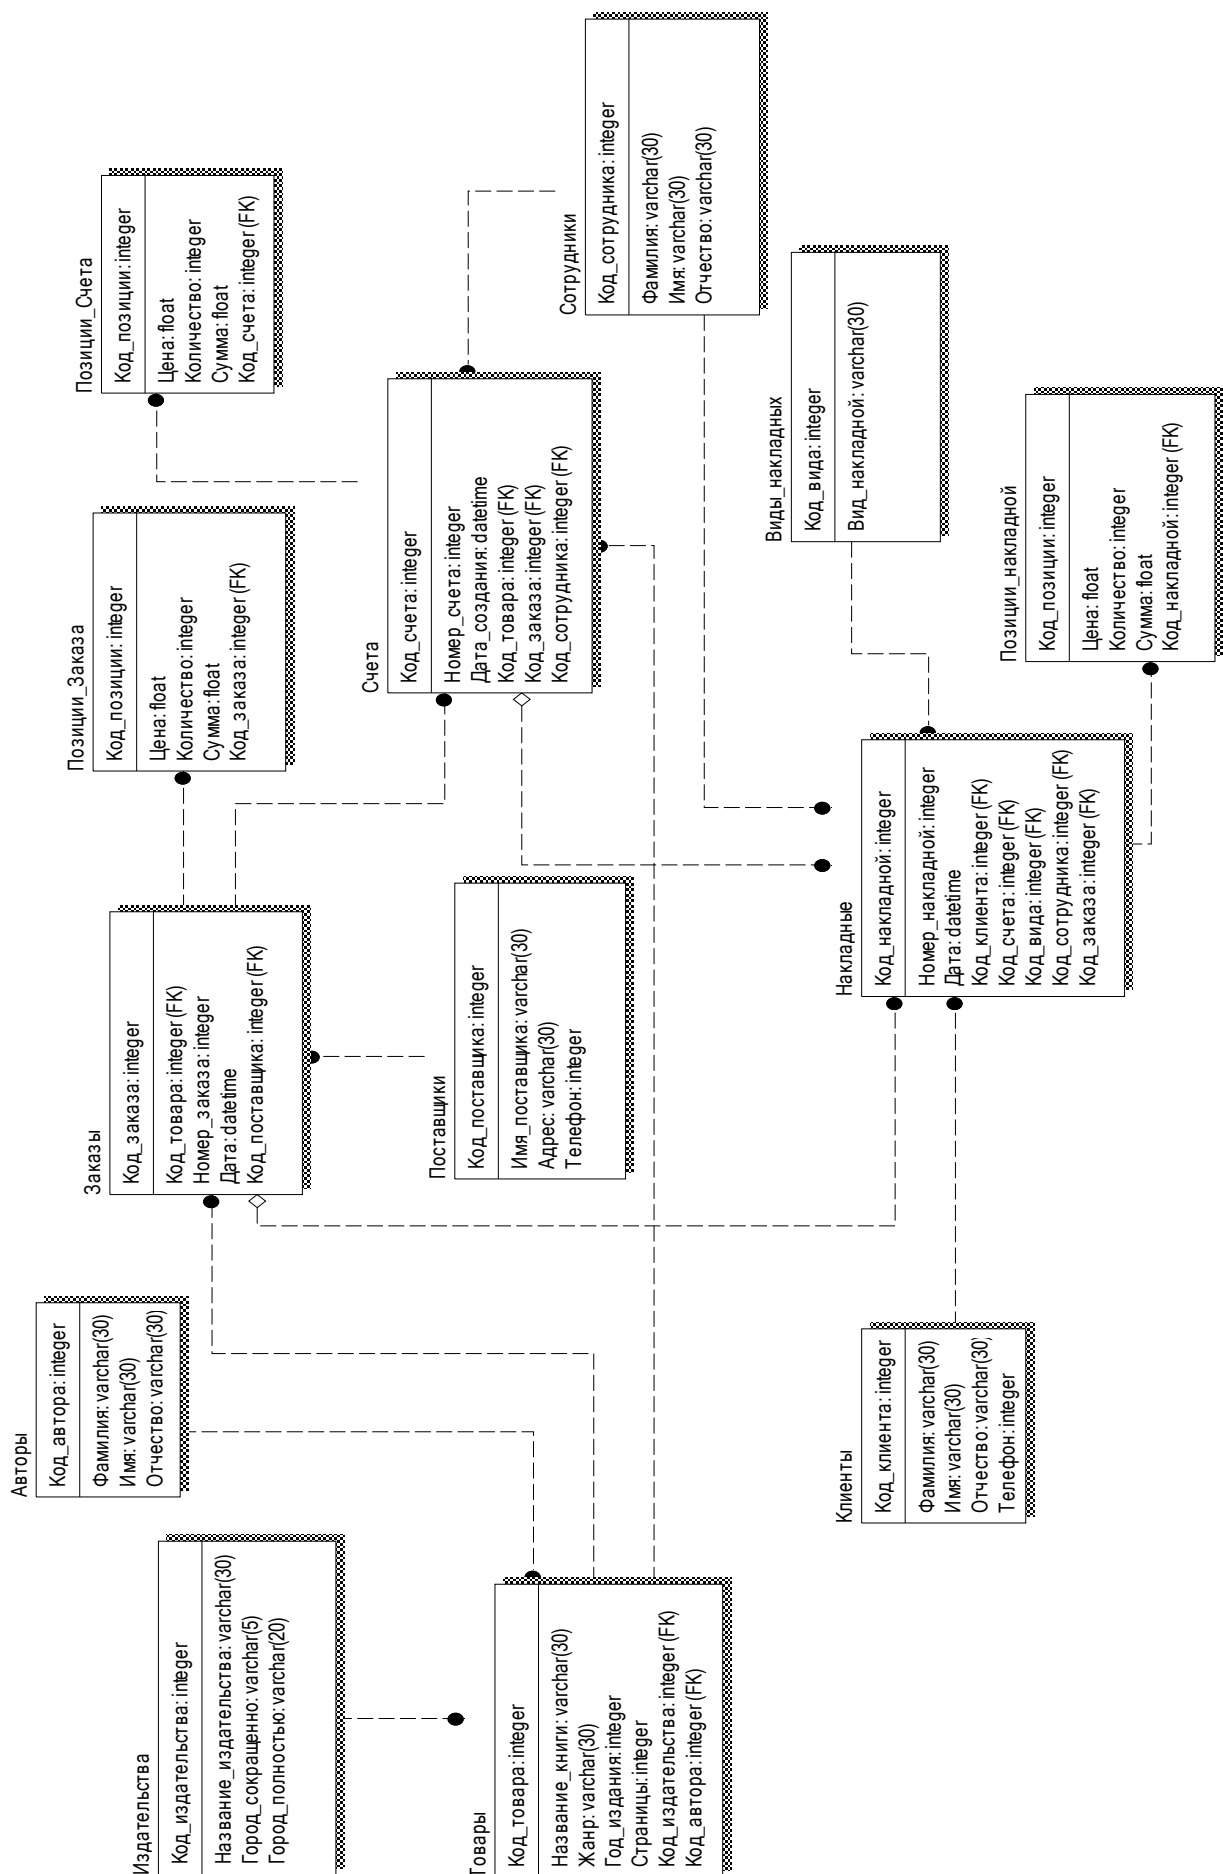 Авторы
Код_автора: integer
Фамилия: varchar(30)
Имя: varchar(30)
Отчество: varchar(30)
Издательства
Код_издательства: integer
Название_издательства: varchar(30)
Город_сокращенно: varchar(5)
Город_полностью: varchar(20)
Товары
Код_товара: integer
Название_книги: varchar(30)
Жанр: varchar(30)
Год_издания: integer
Страницы: integer
Код_издательства: integer (FK)
Код_автора: integer (FK)
Заказы
Код_заказа: integer
Код_товара: integer (FK)
Номер_заказа: integer
Дата: datetime
Код_поставщика: integer (FK)
Поставщики
Код_поставщика: integer
Имя_поставщика: varchar(30)
Адрес: varchar(30)
Телефон: integer
Клиенты
Код_клиента: integer
Фамилия: varchar(30)
Имя: varchar(30)
Отчество: varchar(30)
Телефон: integer
Позиции_Заказа
Код_позиции: integer
Цена: float
Количество: integer
Сумма: float
Код_заказа: integer (FK)
Позиции_Счета
Код_позиции: integer
Цена: float
Количество: integer
Сумма: float
Код_счета: integer (FK)
Счета
Код_счета: integer
Номер_счета: integer
Дата_создания: datetime
Код_товара: integer (FK)
Код_заказа: integer (FK)
Код_сотрудника: integer (FK)
Сотрудники
Код_сотрудника: integer
Фамилия: varchar(30)
Имя: varchar(30)
Отчество: varchar(30)
Виды_накладных
Код_вида: integer
Вид_накладной: varchar(30)
Накладные
Код_накладной: integer
Номер_накладной: integer
Дата: datetime
Код_клиента: integer (FK)
Код_счета: integer (FK)
Код_вида: integer (FK)
Код_сотрудника: integer (FK)
Код_заказа: integer (FK)
Позиции_накладной
Код_позиции: integer
Цена: float
Количество: integer
Сумма: float
Код_накладной: integer (FK)